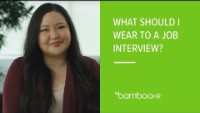 WHAT SHOULD I
WEAR TO A JOB
INTERVIEW?
bambooHR